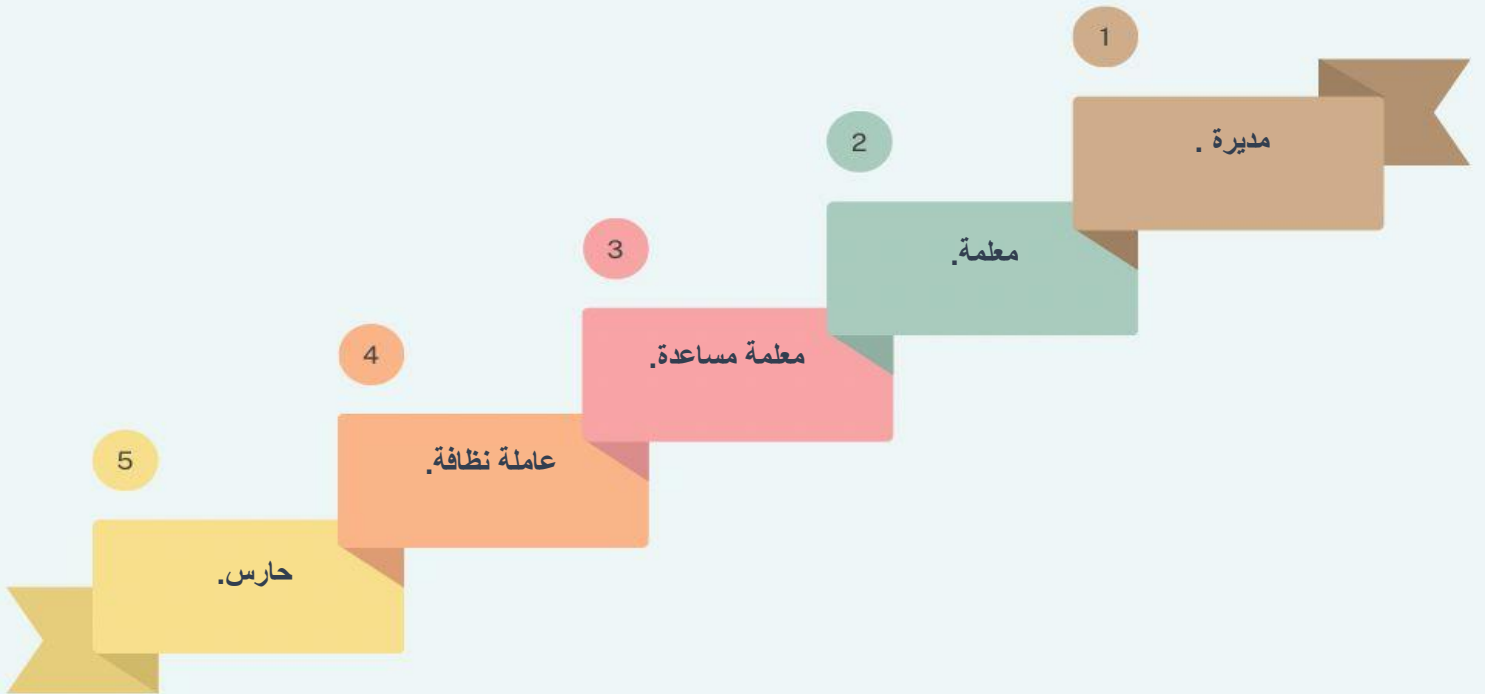 1
مديرة .
2
معلمة.
3
معلمة مساعدة.
4
عاملة نظافة.
5
حارس.